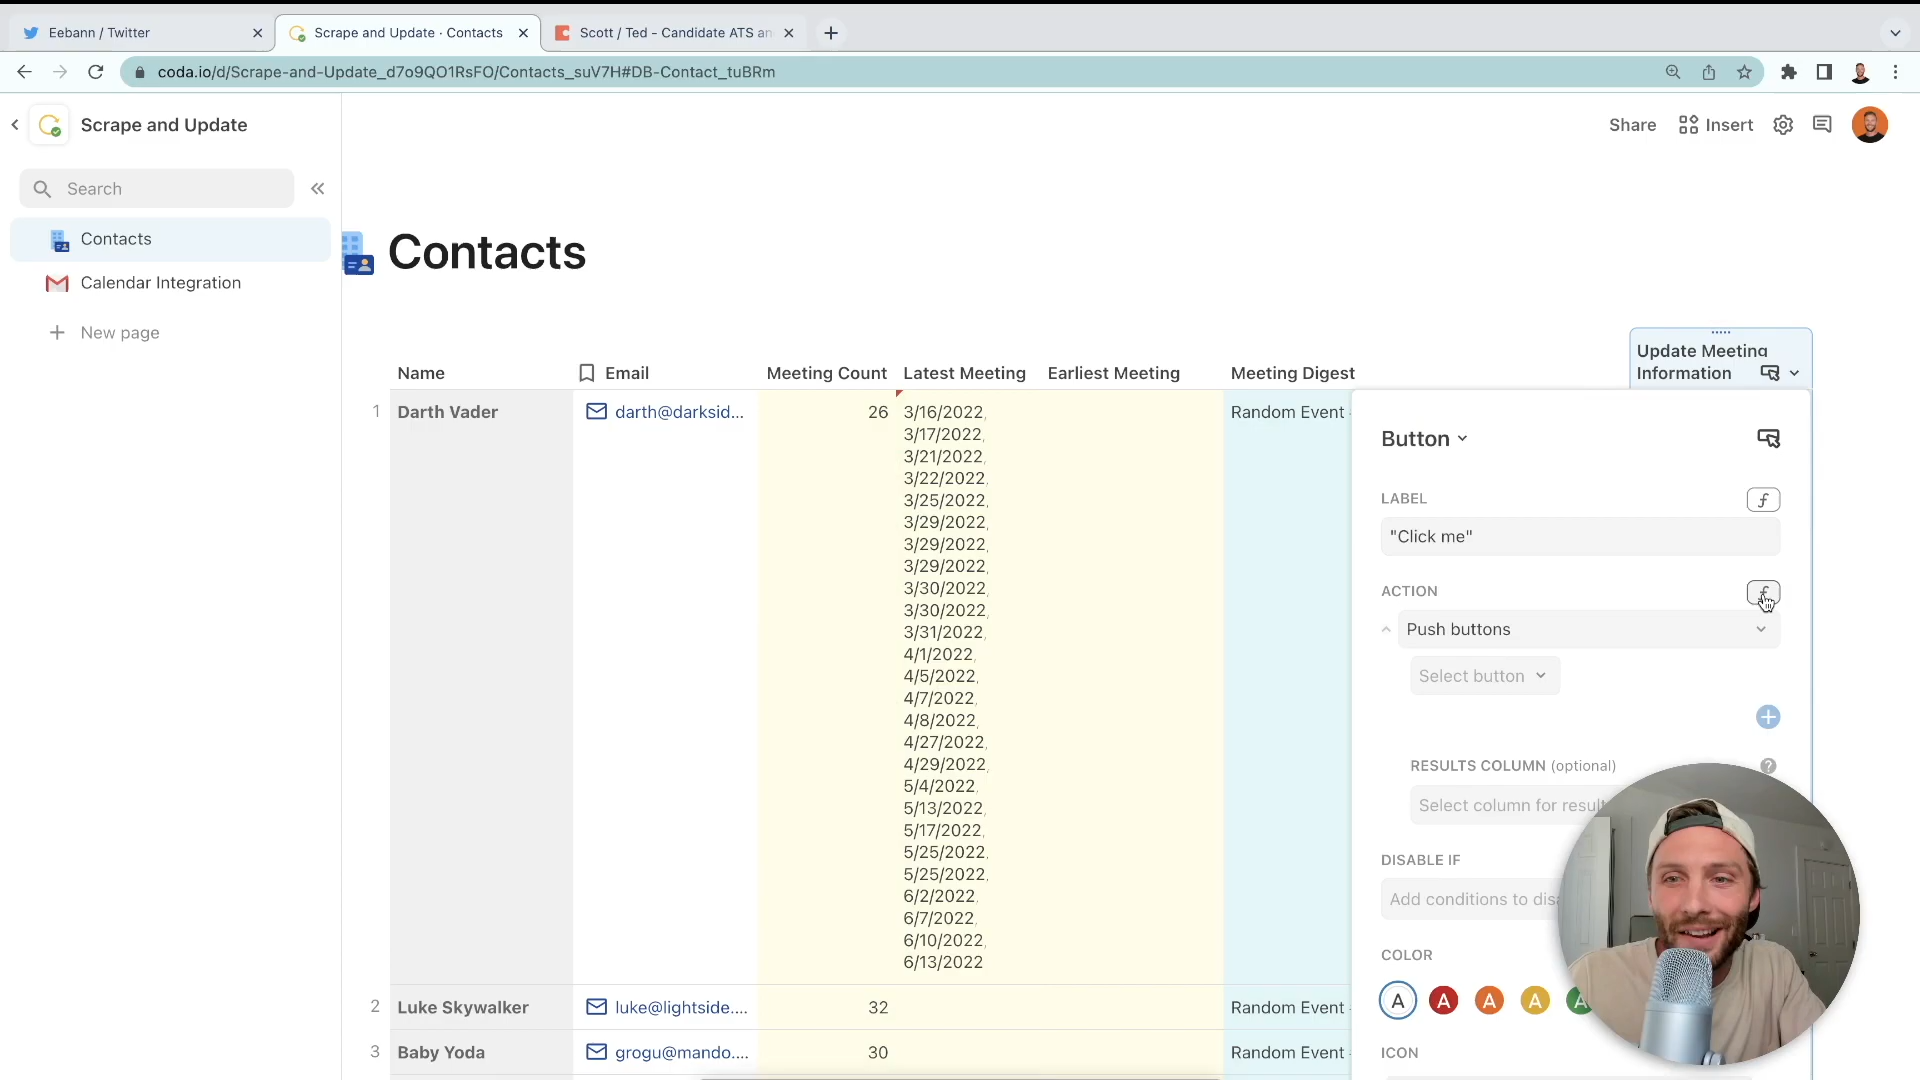 Eebann / Twitter
Scrape and Update · Contacts
Scott / Ted - Candidate ATS an
coda.io/d/Scrape-and-Update_d7o9QO1RsFO/Contacts_suV7H#DB-Contact_tuBRm
Scrape and Update
Share
Insert
Search
Contacts
Calendar Integration
New page
Contacts
Name
Email
Meeting Count
Latest Meeting
Earliest Meeting
Meeting Digest
Update Meeting
Information
1
Darth Vader
darth@darksid...
26
3/16/2022,
3/17/2022,
3/21/2022,
3/22/2022,
3/25/2022,
3/29/2022,
3/29/2022,
3/29/2022,
3/30/2022,
3/30/2022,
3/31/2022,
4/1/2022,
4/5/2022,
4/7/2022,
4/8/2022,
4/27/2022,
4/29/2022,
5/4/2022,
5/13/2022,
5/17/2022,
5/25/2022,
5/25/2022,
6/2/2022,
6/7/2022,
6/10/2022,
6/13/2022
Random Event -
2
Luke Skywalker
luke@lightside....
32
Random Event -
3
Baby Yoda
grogu@mando....
30
Random Event -
Button
LABEL
f
"Click me"
ACTION
f
Push buttons
Select button
RESULTS COLUMN (optional)
?
Select column for result
DISABLE IF
Add conditions to disa
COLOR
A
A
A
A
A
ICON